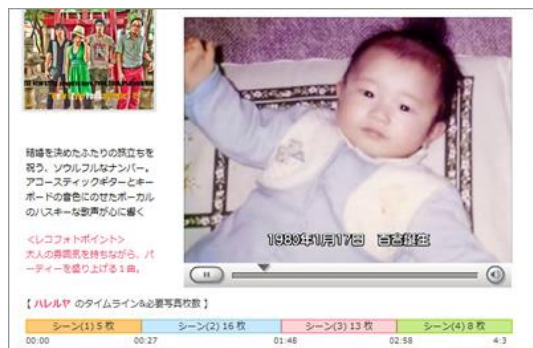 結婚を決めたふたりの旅立ちを
祝う、ソウルフルなナンバー。
アコースティックギターとキー
ボードの音色にのせたボーカル
のハスキーな歌声が心に響く
1980年1月17日 百合誕生
<レコフォトポイント>
大人の雰囲気を持ちながら、パ
ーティーを盛り上げる1曲。
【 ハレルヤ のタイムライン&必要写真枚数 】
シーン(1) 5 枚 シーン(2) 16 枚 シーン(3) 13 枚 シーン(4) 8 枚
00:00 00:27 01:48 02:58 4:3